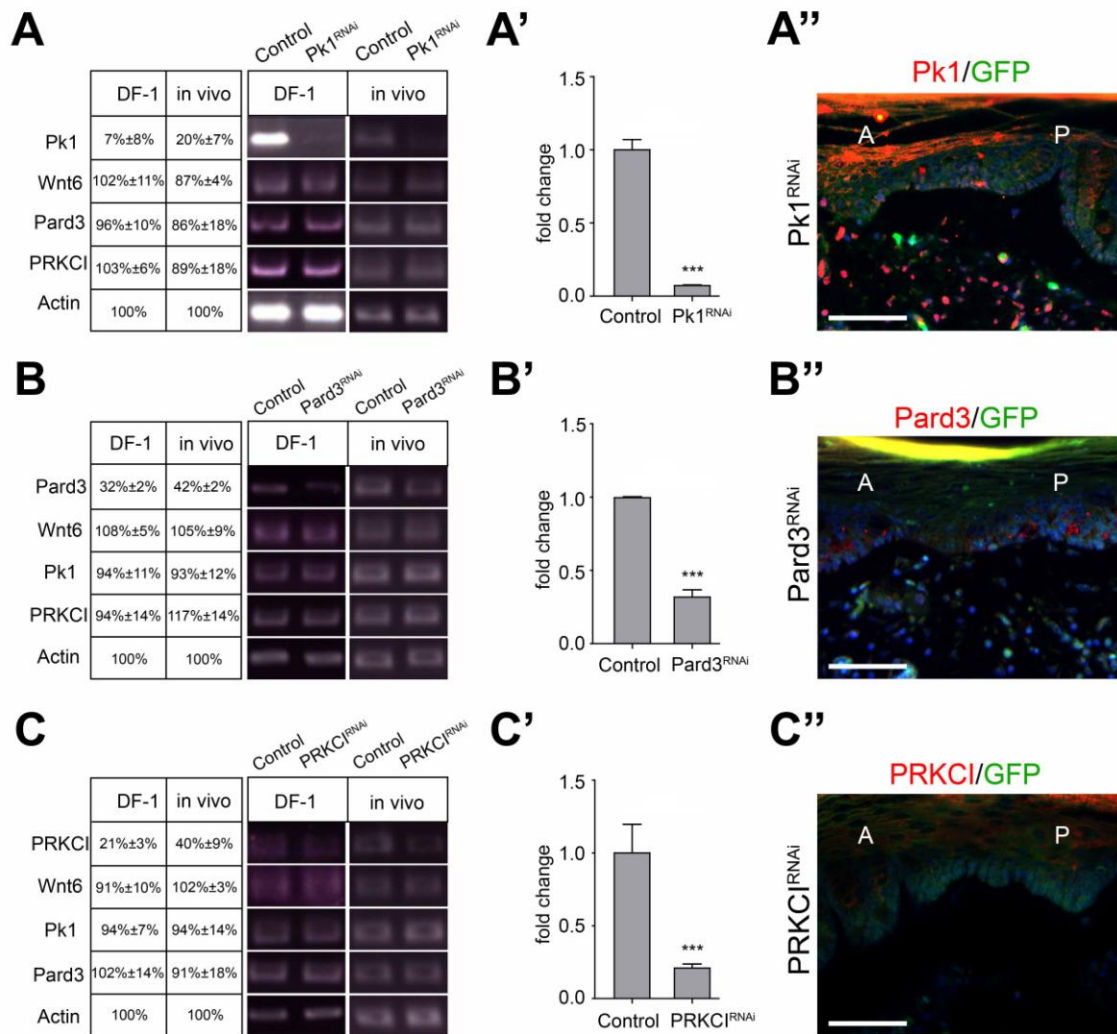 A
Control Pk1RNAi Control Pk1RNAi
DF-1 in vivo DF-1 in vivo
Pk1 7%±8% 20%±7%
Wnt6 102%±11% 87%±4%
Pard3 96%±10% 86%±18%
PRKCI 103%±6% 89%±18%
Actin 100% 100%
A'
1.5
1.0
0.5
0.0
fold change
***
Control Pk1RNAi
A"
Pk1/GFP
A P
Pk1RNAi
B
Control Pard3RNAi Control Pard3RNAi
DF-1 in vivo DF-1 in vivo
Pard3 32%±2% 42%±2%
Wnt6 108%±5% 105%±9%
Pk1 94%±11% 93%±12%
PRKCI 94%±14% 117%±14%
Actin 100% 100%
B'
1.5
1.0
0.5
0.0
fold change
***
Control Pard3RNAi
B"
Pard3/GFP
A P
Pard3RNAi
C
Control PRKCIRNAi Control PRKCIRNAi
DF-1 in vivo DF-1 in vivo
PRKCI 21%±3% 40%±9%
Wnt6 91%±10% 102%±3%
Pk1 94%±7% 94%±14%
Pard3 102%±14% 91%±18%
Actin 100% 100%
C'
1.5
1.0
0.5
0.0
fold change
***
Control PRKCIRNAi
C"
PRKCI/GFP
A P
PRKCIRNAi